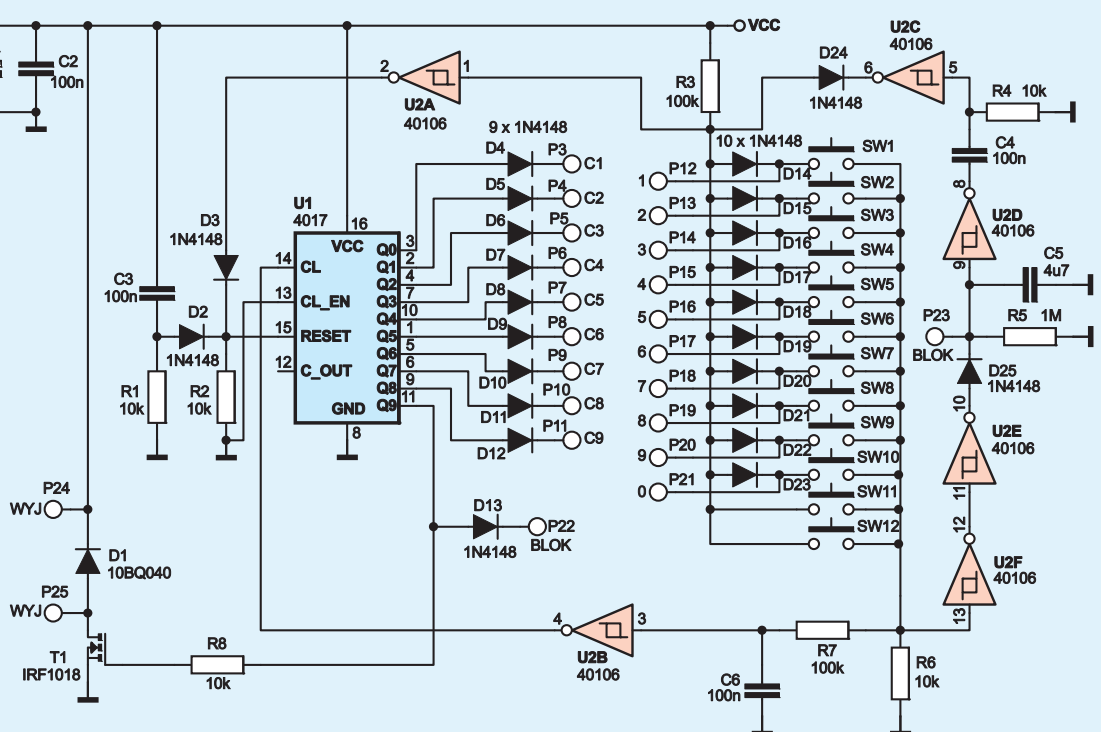 VCC
C2
100n
2
1
U2A
40106
R3
100k
D24
1N4148
U2C
40106
6
5
R4 10k
C4
100n
9 x 1N4148
10 x 1N4148
D4
P3
C1
D5
P4
C2
D6
P5
C3
D7
P6
C4
D8
P7
C5
D9
P8
C6
D10
P9
C7
D11
P10
C8
D12
P11
C9
D3
1N4148
C3
100n
D2
1N4148
R1
10k
R2
10k
U1
4017
16
VCC
14
CL
13
CL_EN
15
RESET
12
C_OUT
GND
8
Q0
3
Q1
2
Q2
4
Q3
7
Q4
10
Q5
1
Q6
5
Q7
6
Q8
9
Q9
11
1
P12
D14
SW1
2
P13
D15
SW2
3
P14
D16
SW3
4
P15
D17
SW4
5
P16
D18
SW5
6
P17
D19
SW6
7
P18
D20
SW7
8
P19
D21
SW8
9
P20
D22
SW9
0
P21
D23
SW10
SW11
SW12
8
U2D
40106
9
C5
4u7
P23
BLOK
R5 1M
D25
1N4148
10
U2E
40106
11
12
U2F
40106
13
P24
WYJ
D1
10BQ040
P25
WYJ
T1
IRF1018
R8
10k
D13
1N4148
P22
BLOK
4
3
U2B
40106
C6
100n
R7
100k
R6
10k